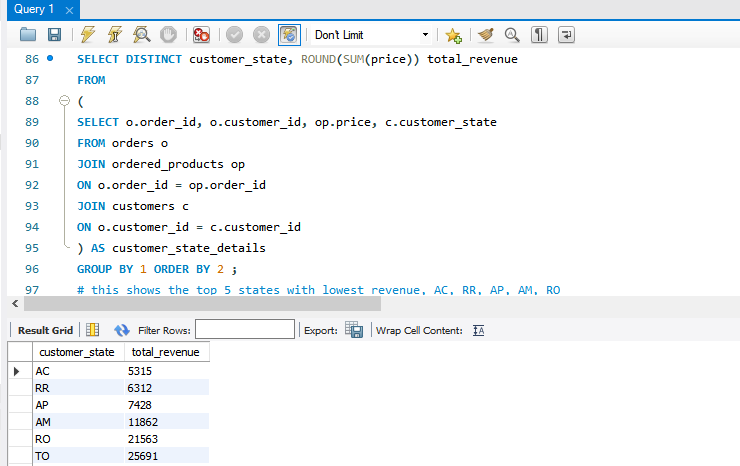 Query 1
Don't Limit
86 SELECT DISTINCT customer_state, ROUND(SUM(price)) total_revenue
87 FROM
88 (
89 SELECT o.order_id, o.customer_id, op.price, c.customer_state
90 FROM orders o
91 JOIN ordered_products op
92 ON o.order_id = op.order_id
93 JOIN customers c
94 ON o.customer_id = c.customer_id
95 ) AS customer_state_details
96 GROUP BY 1 ORDER BY 2 ;
97 # this shows the top 5 states with lowest revenue, AC, RR, AP, AM, RO
Result Grid Filter Rows: Export: Wrap Cell Content: IA
customer_state total_revenue
AC 5315
RR 6312
AP 7428
AM 11862
RO 21563
TO 25691